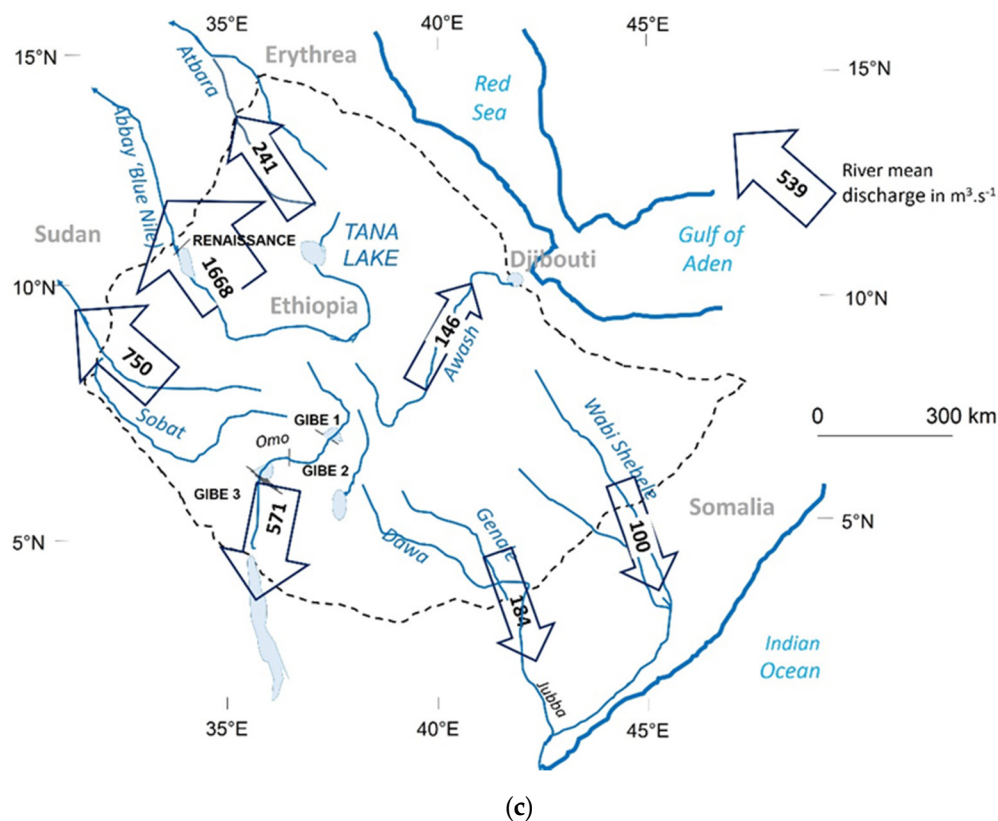 35°E
40°E
45°E
15°N
Erythrea
15°N
Atbara
Red
Sea
Abbay 'Blue Nile'
241
539
River mean
discharge in m³.s⁻¹
Sudan
RENAISSANCE
TANA
LAKE
Gulf of
Aden
Djibouti
1668
10°N
Ethiopia
10°N
146
Awash
750
Sobat
GIBE 1
Omo
GIBE 2
GIBE 3
571
Wabi Shebele
0
300 km
Somalia
5°N
5°N
Dawa
Genale
100
184
Indian
Ocean
Jubba
35°E
40°E
45°E
(c)